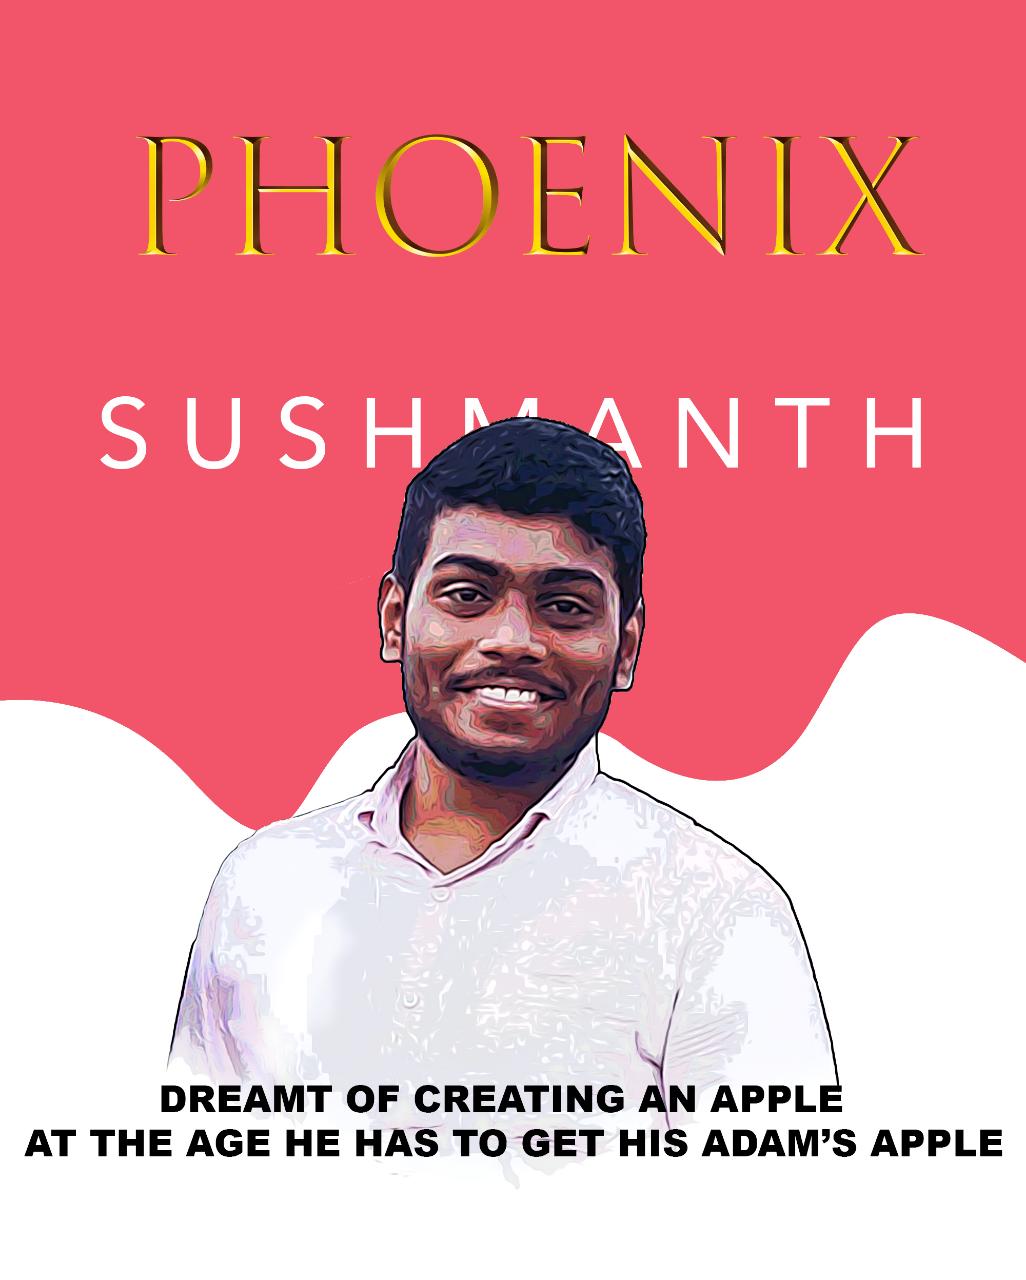 PHOENIX
SUSHMANTH
DREAMT OF CREATING AN APPLE
AT THE AGE HE HAS TO GET HIS ADAM’S APPLE